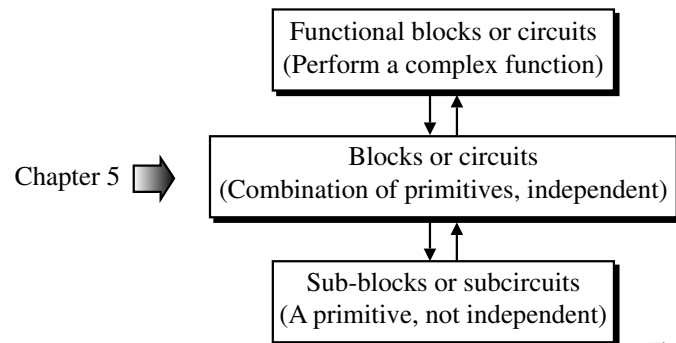 Functional blocks or circuits
(Perform a complex function)
Chapter 5
Blocks or circuits
(Combination of primitives, independent)
Sub-blocks or subcircuits
(A primitive, not independent)